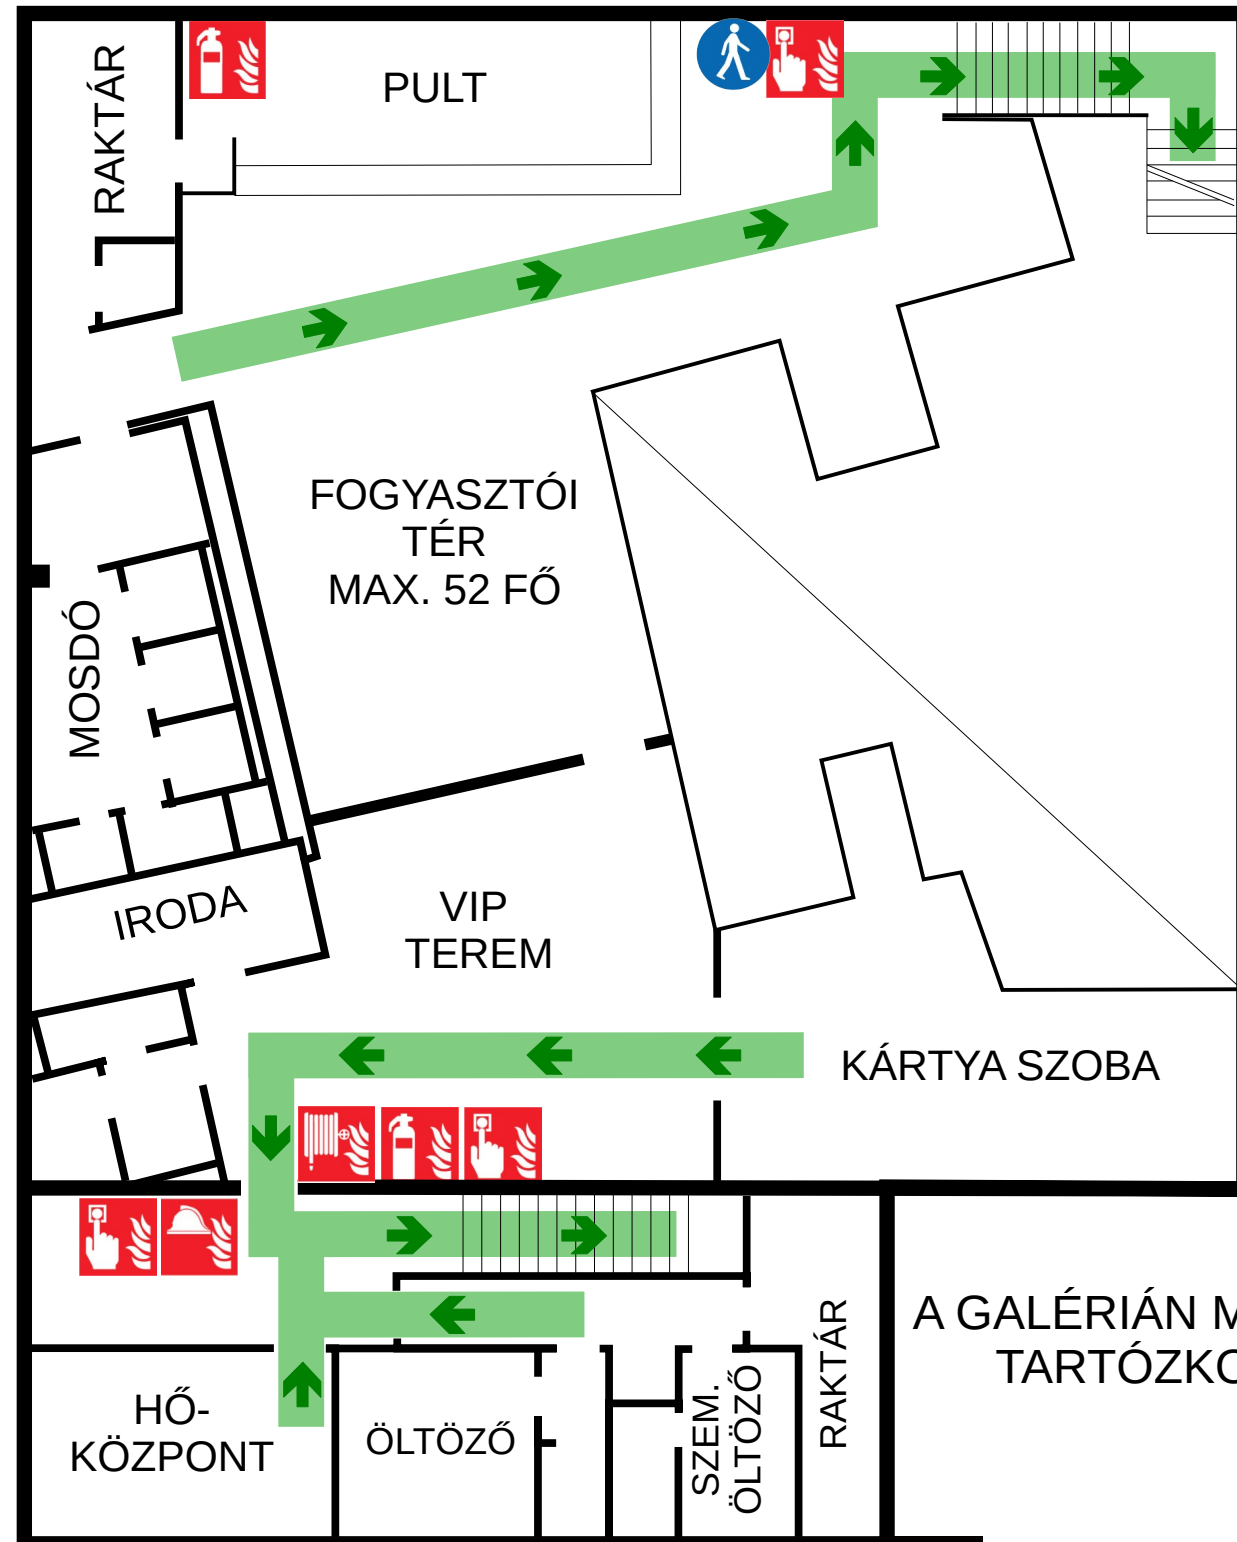 RAKTÁR
PULT
FOGYASZTÓI
TÉR
MAX. 52 FŐ
MOSDÓ
IRODA
VIP
TEREM
KÁRTYA SZOBA
A GALÉRIÁN
HŐ-
KÖZPONT
ÖLTÖZŐ
SZEM.
ÖLTÖZŐ
RAKTÁR